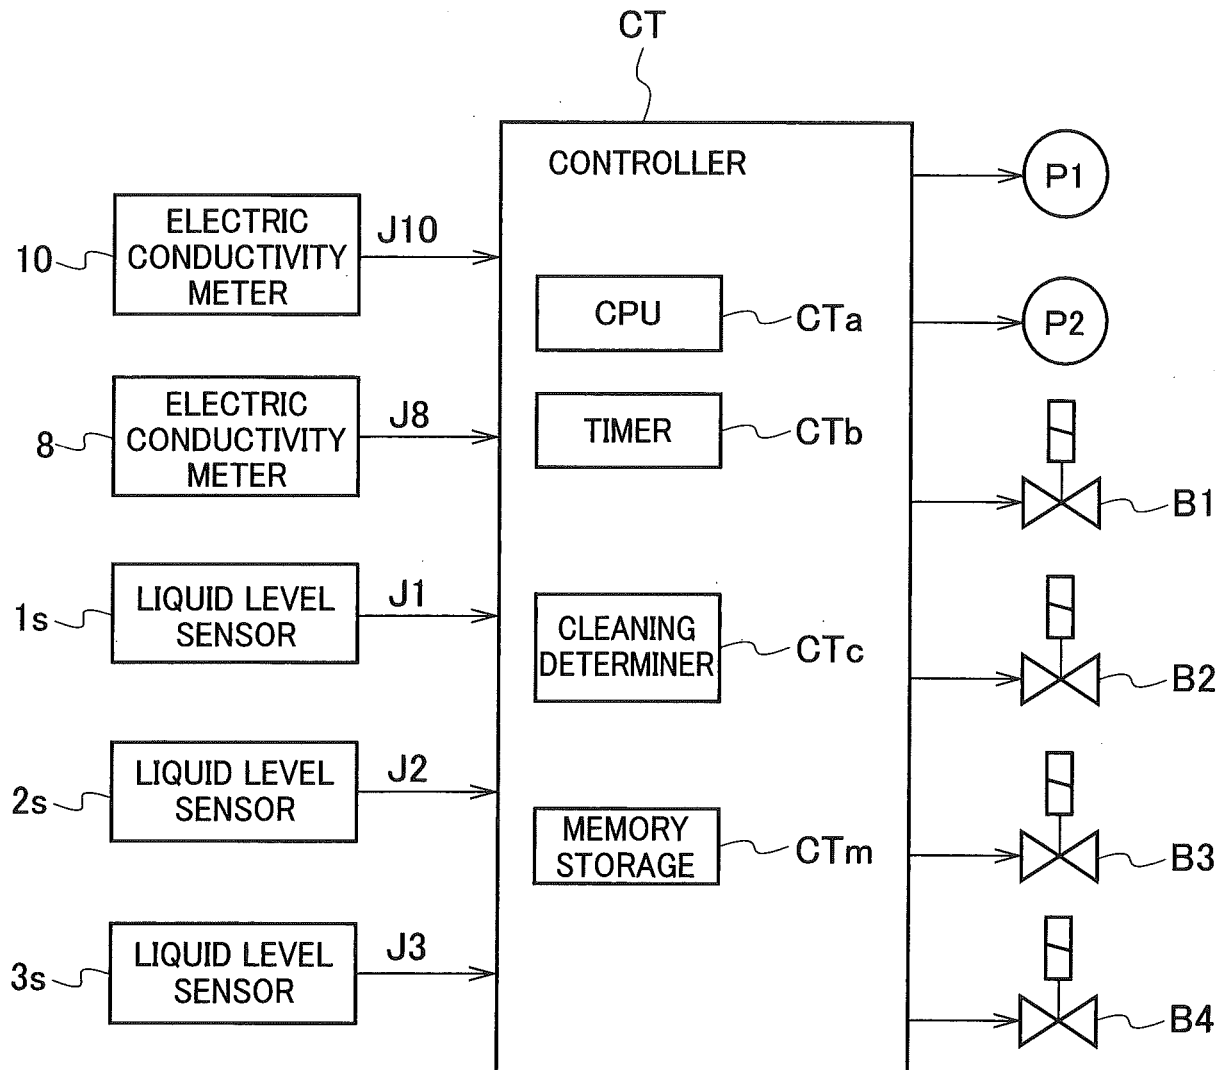 CT
CONTROLLER
P1
ELECTRIC
CONDUCTIVITY
METER
10
J10
CPU
CTa
P2
ELECTRIC
CONDUCTIVITY
METER
8
J8
TIMER
CTb
B1
LIQUID LEVEL
SENSOR
1s
J1
CLEANING
DETERMINER
CTc
B2
LIQUID LEVEL
SENSOR
2s
J2
MEMORY
STORAGE
CTm
B3
LIQUID LEVEL
SENSOR
3s
J3
B4